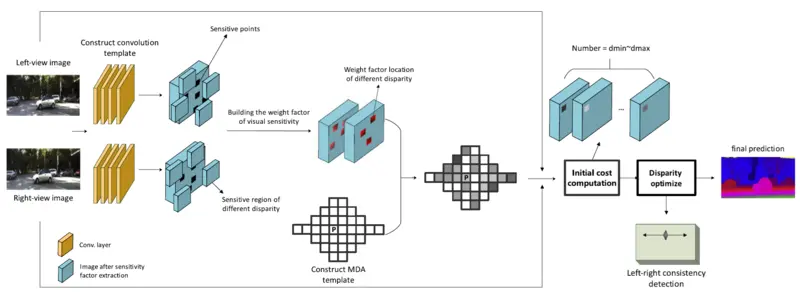 Sensitive points
Construct convolution
template
Left-view image
Number = dmin~dmax
Weight factor location
of different disparity
Building the weight factor
of visual sensitivity
final prediction
P
Initial cost
computation
Disparity
optimize
Right-view image
Sensitive region of
different disparity
P
Conv. layer
Image after sensitivity
factor extraction
Construct MDA
template
Left-right consistency
detection
...